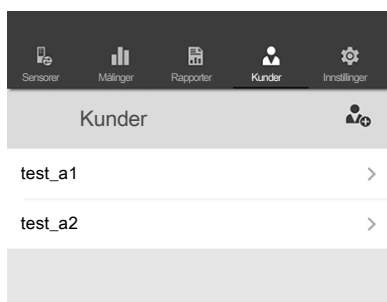 Sensorer Målinger Rapporter Kunder Innstillinger
Kunder
test_a1
test_a2